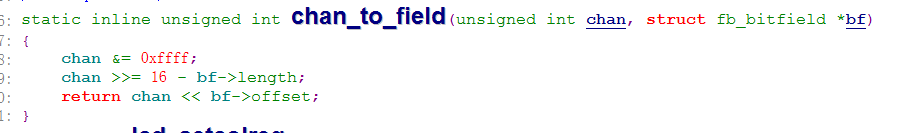 6: static inline unsigned int chan_to_field(unsigned int chan, struct fb_bitfield *bf)
7: {
8:     chan &= 0xffff;
9:     chan >>= 16 - bf->length;
0:     return chan << bf->offset;
1: }